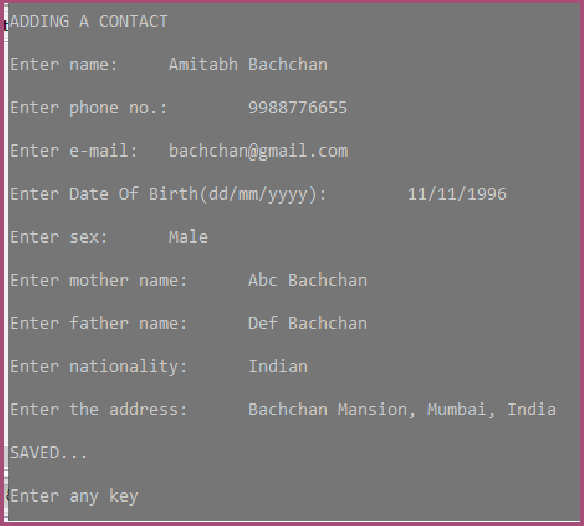 ADDING A CONTACT
Enter name: Amitabh Bachchan
Enter phone no.: 9988776655
Enter e-mail: bachchan@gmail.com
Enter Date Of Birth(dd/mm/yyyy): 11/11/1996
Enter sex: Male
Enter mother name: Abc Bachchan
Enter father name: Def Bachchan
Enter nationality: Indian
Enter the address: Bachchan Mansion, Mumbai, India
SAVED...
Enter any key